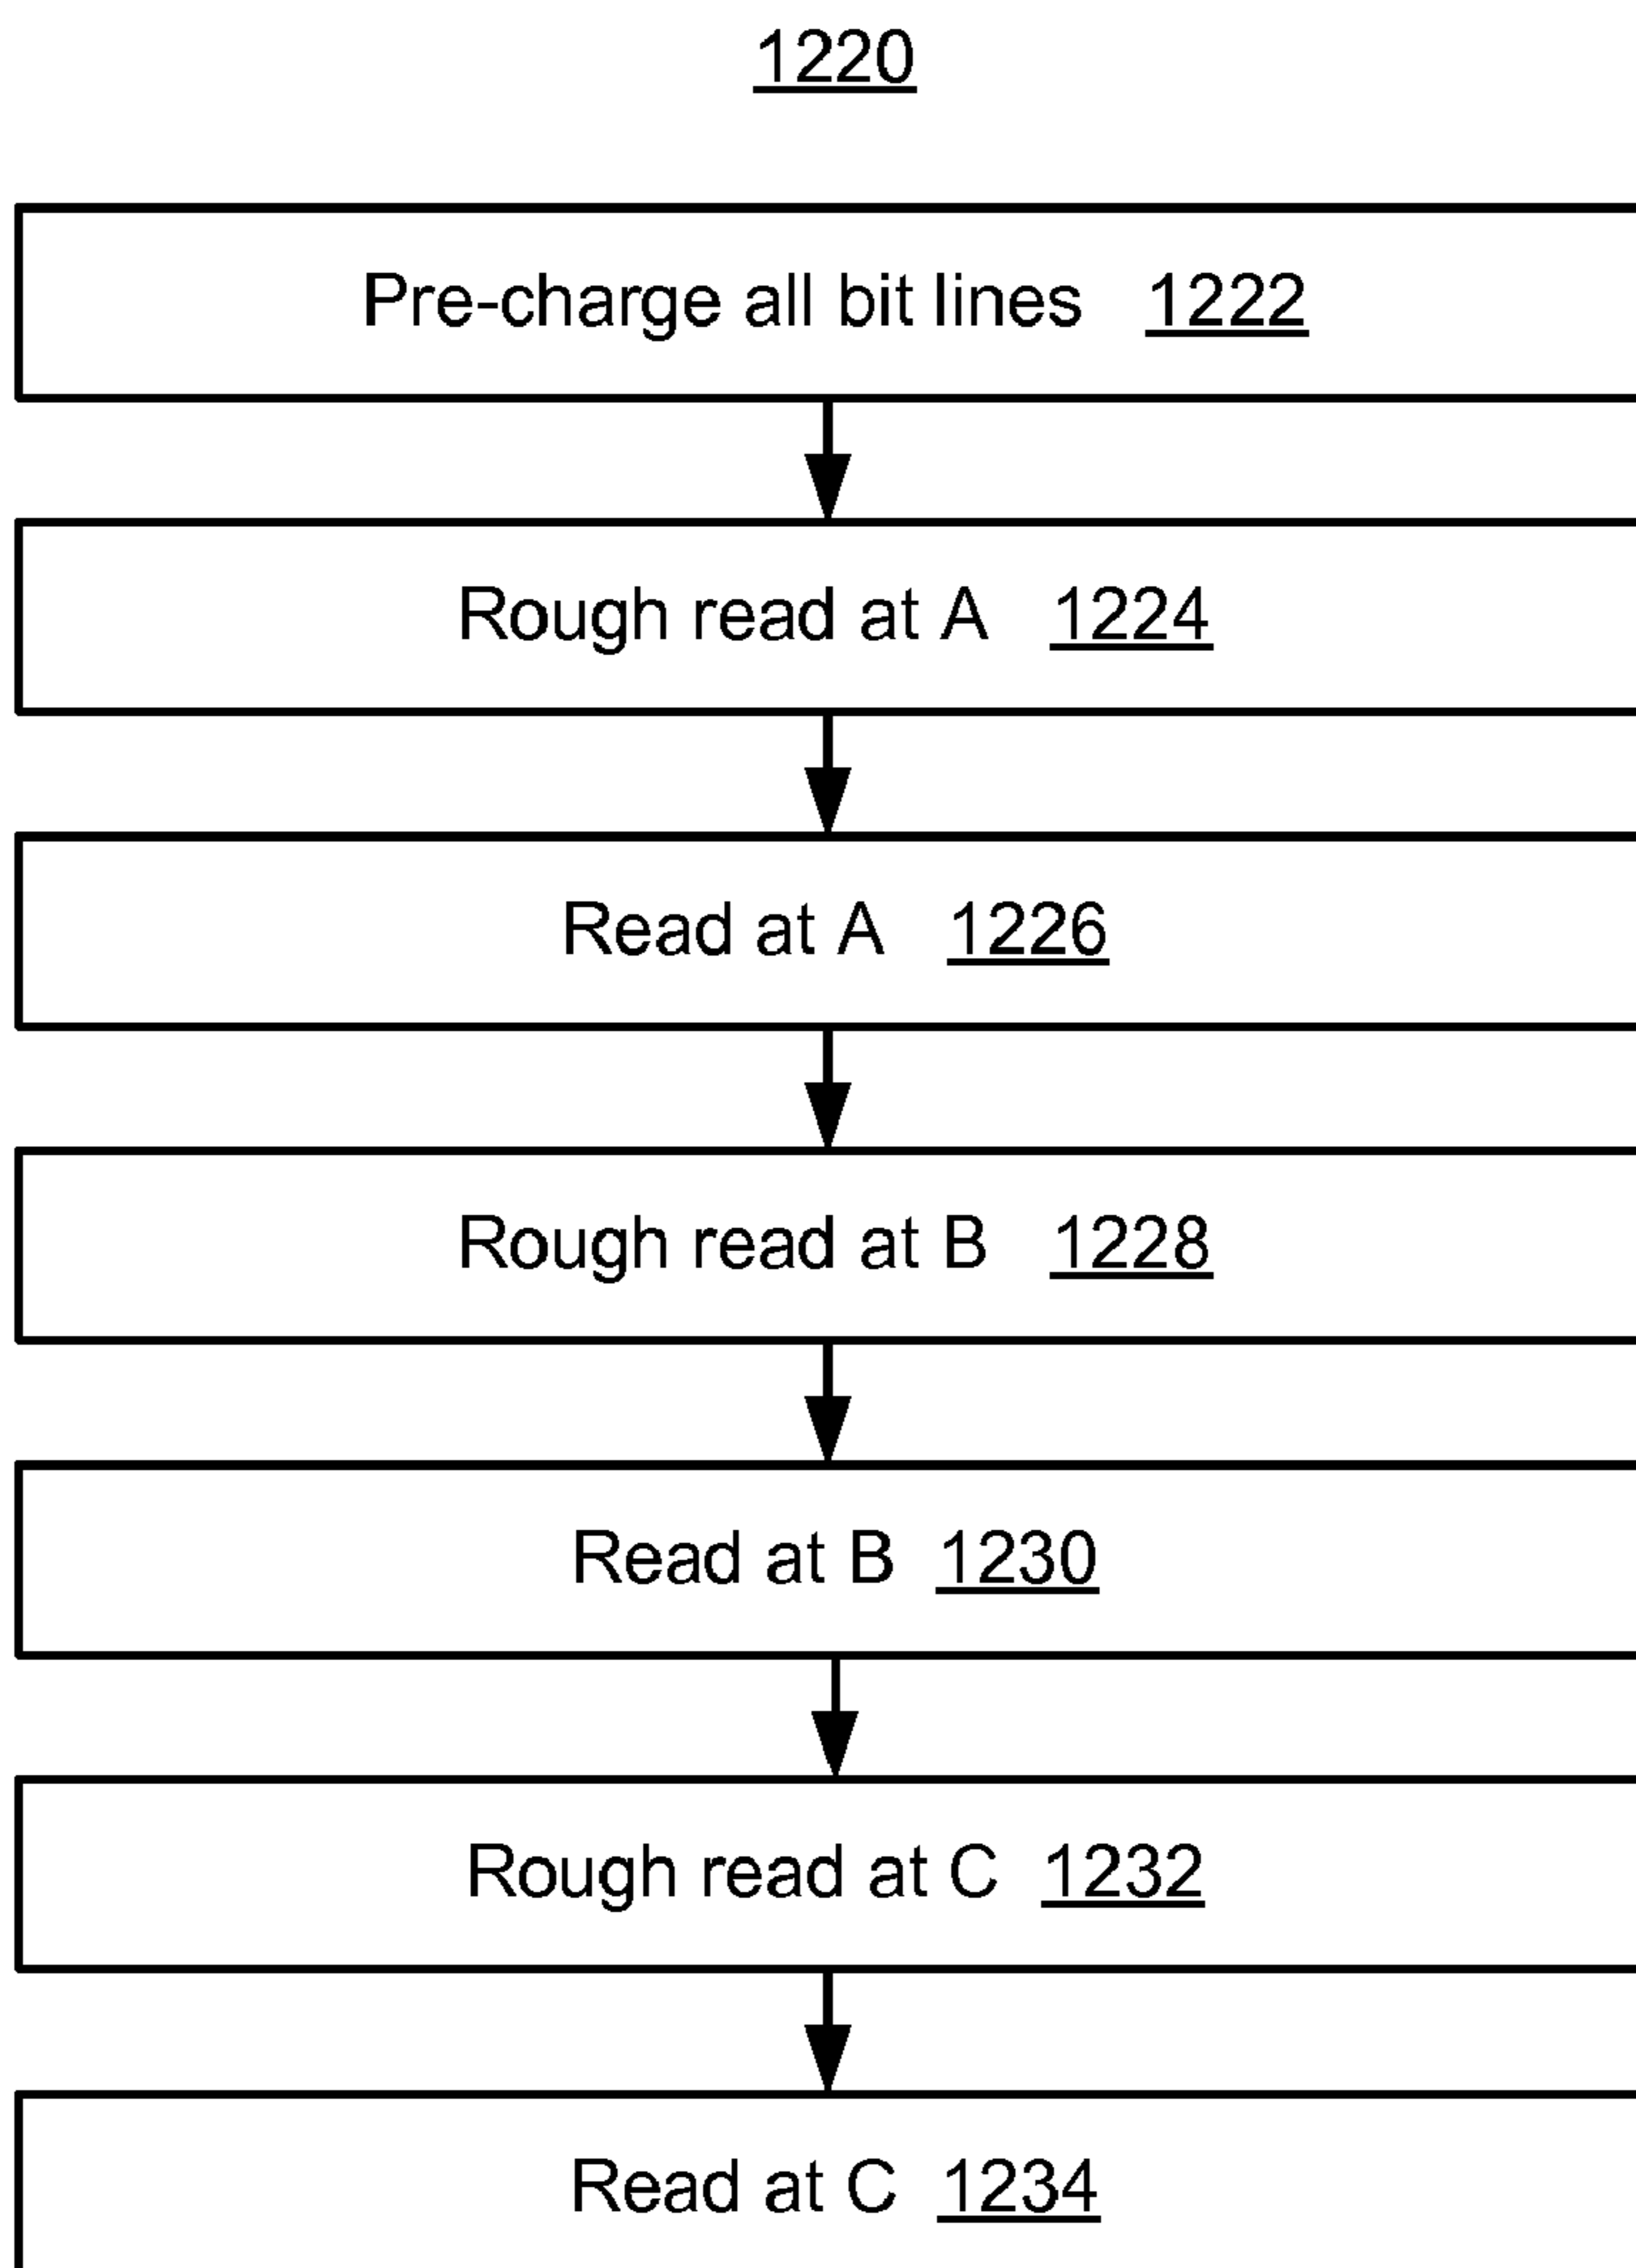 1220
Pre-charge all bit lines 1222
Rough read at A 1224
Read at A 1226
Rough read at B 1228
Read at B 1230
Rough read at C 1232
Read at C 1234